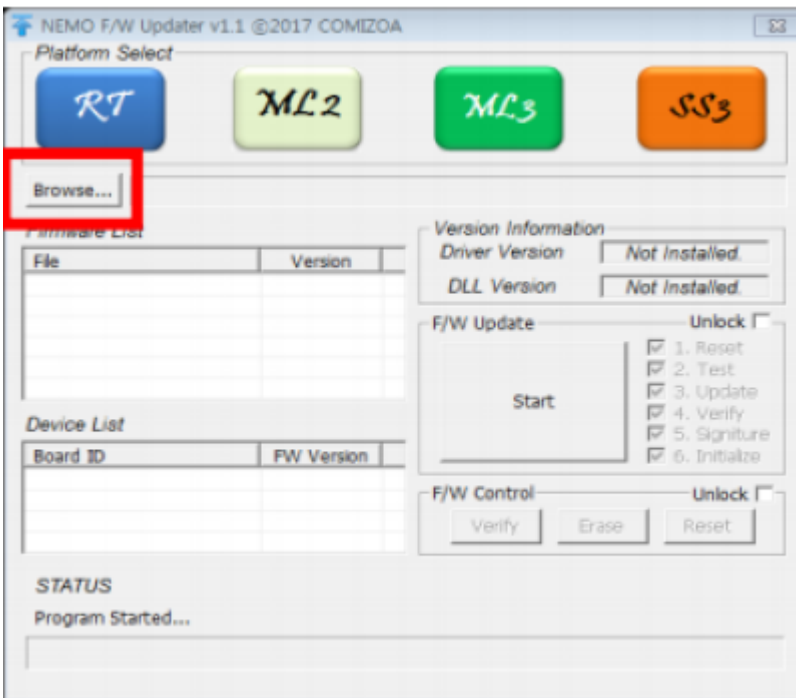 NEMO F/W Updater v1.1 ©2017 COMIZOA
Platform Select
RT ML2 ML3 SS3
Browse...
Firmware List
File Version
Version Information
Driver Version Not Installed.
DLL Version Not Installed.
F/W Update Unlock
Start
1. Reset
2. Test
3. Update
4. Verify
5. Signiture
6. Initialize
Device List
Board ID FW Version
F/W Control Unlock
Verify Erase Reset
STATUS
Program Started...